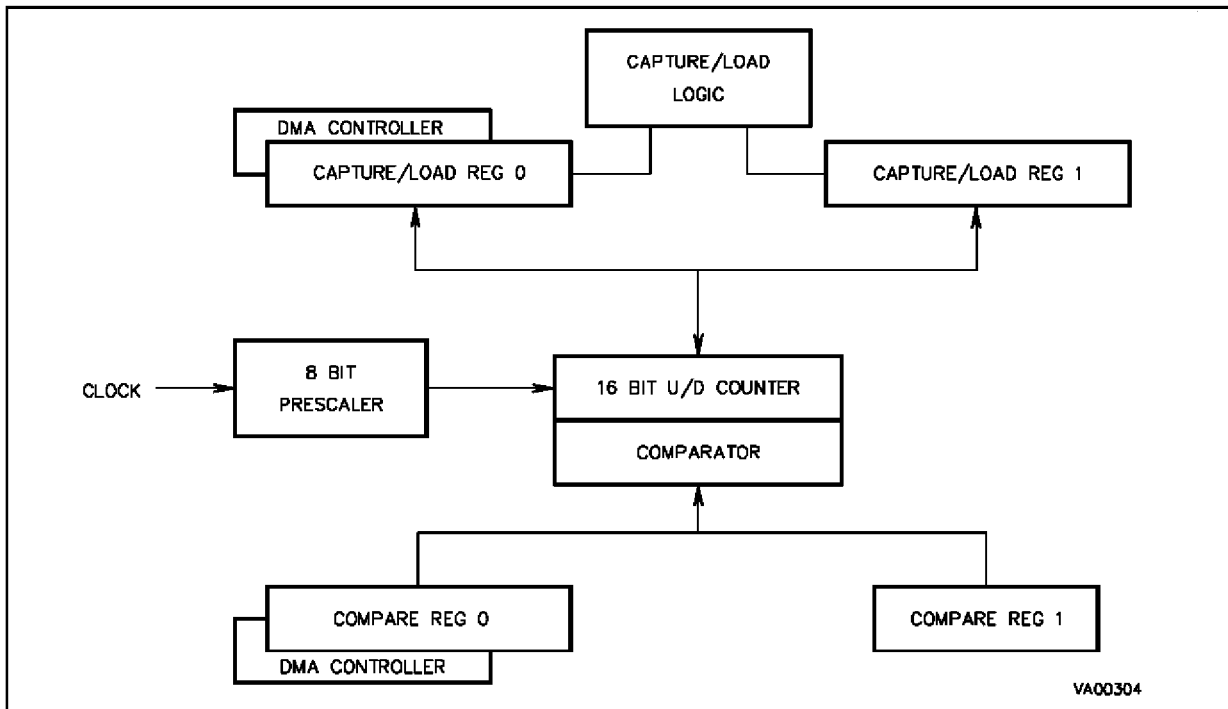 CAPTURE/LOAD
LOGIC
DMA CONTROLLER
CAPTURE/LOAD REG 0
CAPTURE/LOAD REG 1
CLOCK
8 BIT
PRESCALER
16 BIT U/D COUNTER
COMPARATOR
COMPARE REG 0
COMPARE REG 1
DMA CONTROLLER
VA00304